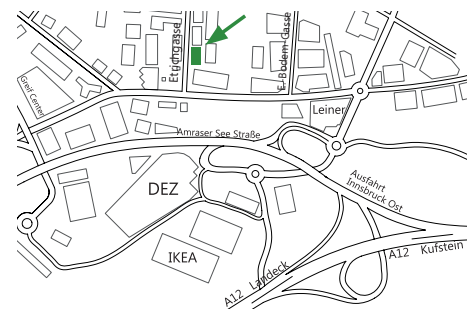 Etrichgasse
E.-Bodem-Gasse
Greif Center
Leiner
Amraser See Straße
DEZ
Ausfahrt
Innsbruck Ost
IKEA
A12 Landeck
A12 Kufstein